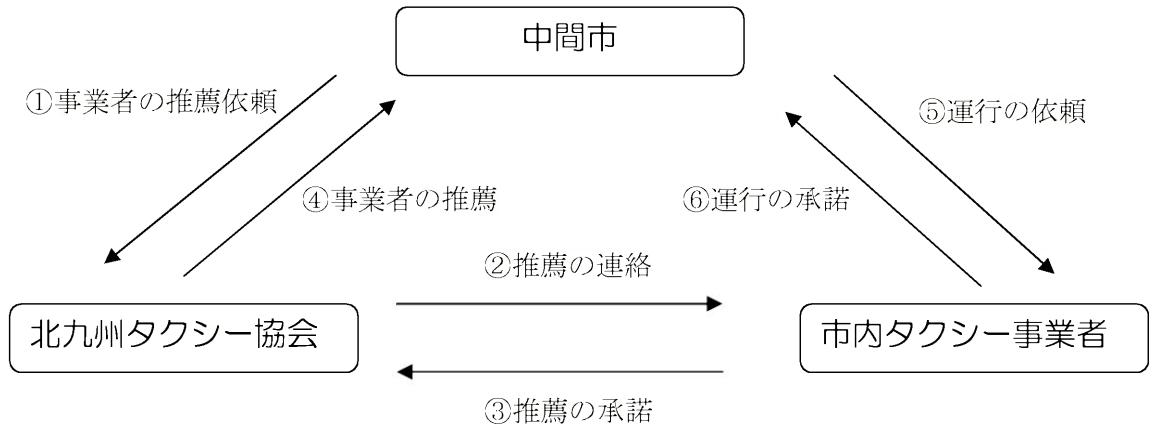 中間市
①事業者の推薦依頼
⑤運行の依頼
④事業者の推薦
⑥運行の承諾
②推薦の連絡
北九州タクシー協会
市内タクシー事業者
③推薦の承諾